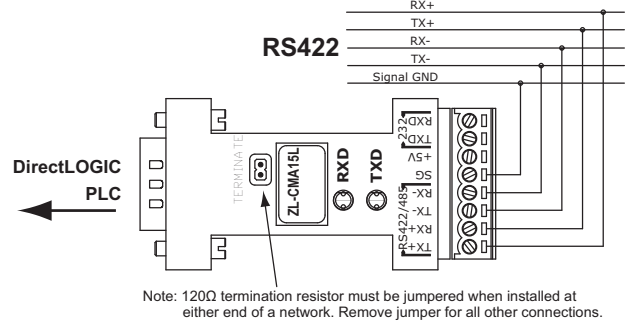 RX+
TX+
RX-
TX-
Signal GND
RS422
DirectLOGIC
PLC
TERMINATE
ZL-CMA15L
RXD
TXD
232
RXD
TXD
+5V
SG
RS422/485
RX-
TX-
RX+
TX+
Note: 120Ω termination resistor must be jumpered when installed at
either end of a network. Remove jumper for all other connections.